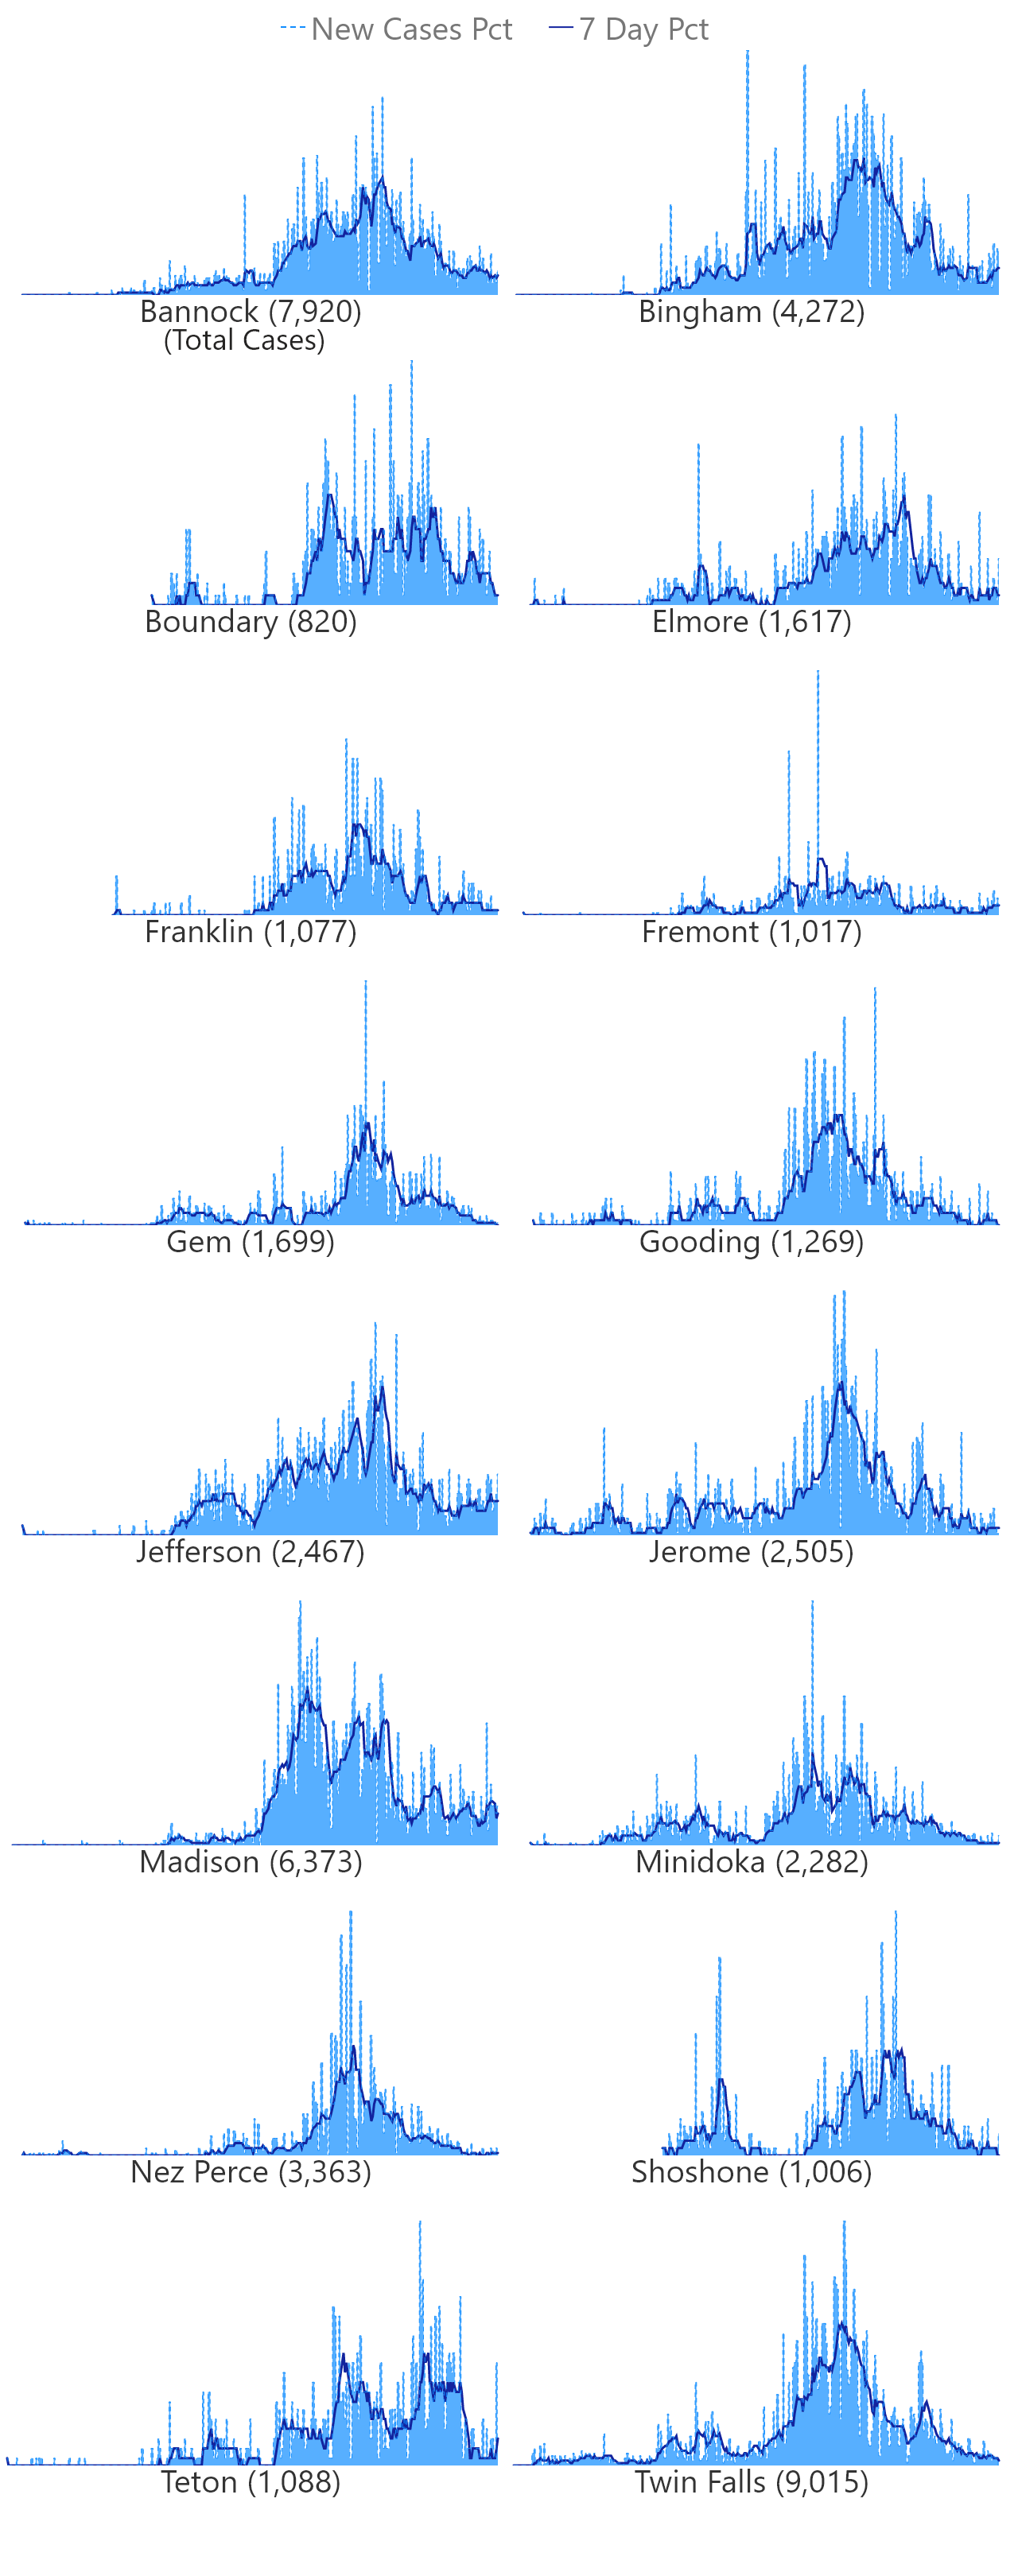 New Cases Pct 7 Day Pct
Bannock (7,920) Bingham (4,272)
(Total Cases)
Boundary (820) Elmore (1,617)
Franklin (1,077) Fremont (1,017)
Gem (1,699) Gooding (1,269)
Jefferson (2,467) Jerome (2,505)
Madison (6,373) Minidoka (2,282)
Nez Perce (3,363) Shoshone (1,006)
Teton (1,088) Twin Falls (9,015)